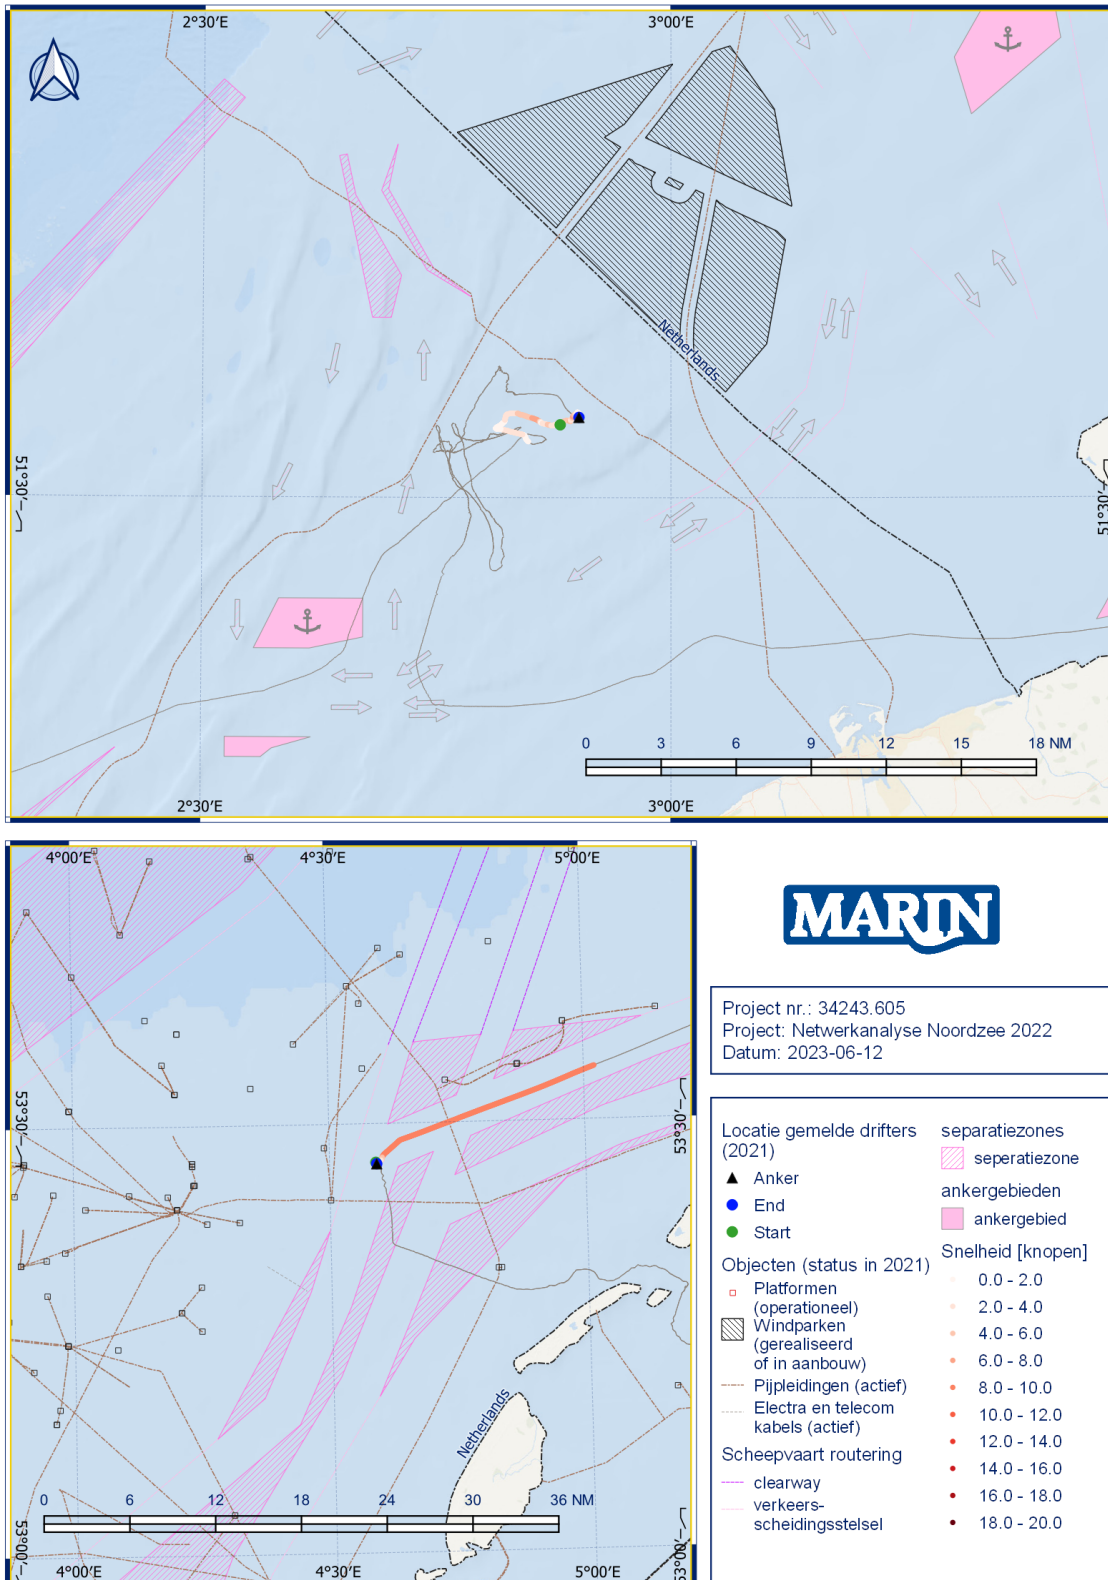 2°30'E
3°00'E
Netherlands
51°30'
51°30'
0 3 6 9 12 15 18 NM
2°30'E
3°00'E
4°00'E
4°30'E
5°00'E
53°30'
53°30'
Netherlands
0 6 12 18 24 30 36 NM
53°00'
53°00'
4°00'E
4°30'E
5°00'E
MARIN
Project nr.: 34243.605
Project: Netwerkanalyse Noordzee 2022
Datum: 2023-06-12
Locatie gemelde drifters
(2021)
Anker
End
Start
Objecten (status in 2021)
Platformen
(operationeel)
Windparken
(gerealiseerd
of in aanbouw)
Pijpleidingen (actief)
Electra en telecom
kabels (actief)
Scheepvaart routering
clearway
verkeers-
scheidingsstelsel
separatiezones
seperatiezone
ankergebieden
ankergebied
Snelheid [knopen]
0.0 - 2.0
2.0 - 4.0
4.0 - 6.0
6.0 - 8.0
8.0 - 10.0
10.0 - 12.0
12.0 - 14.0
14.0 - 16.0
16.0 - 18.0
18.0 - 20.0